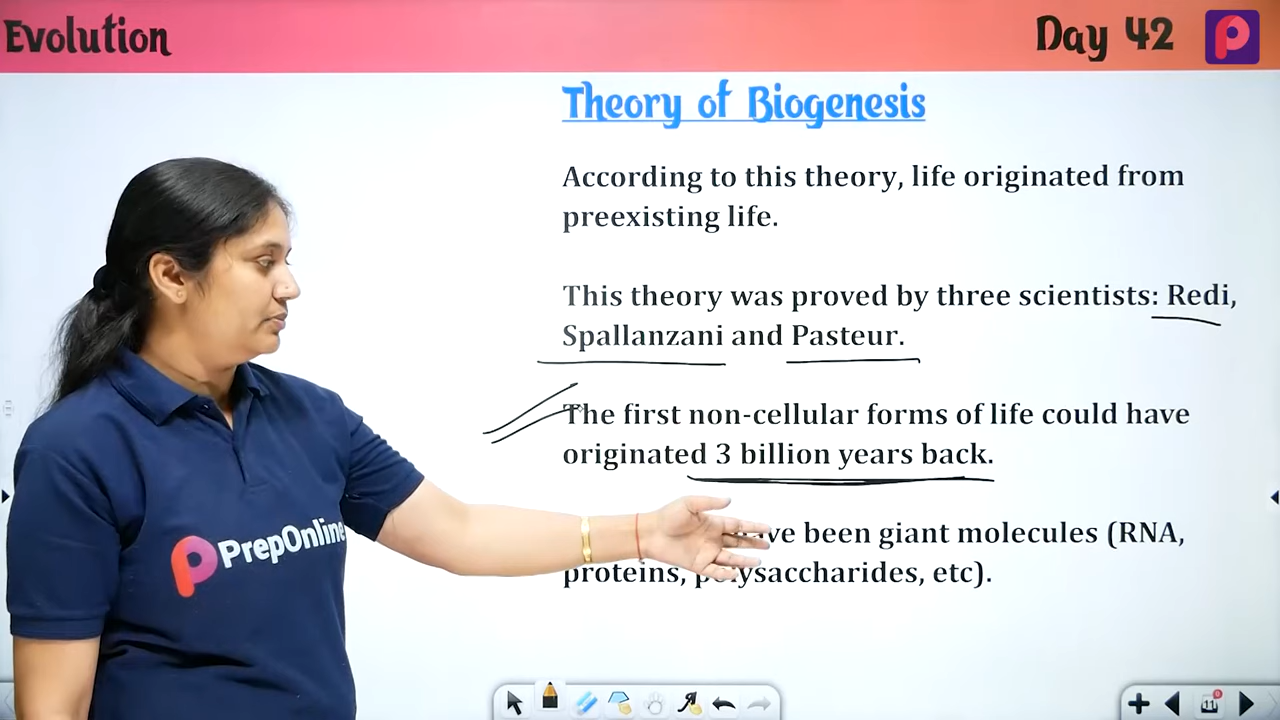 Evolution
Day 42
Theory of Biogenesis
According to this theory, life originated from
preexisting life.
This theory was proved by three scientists: Redi,
Spallanzani and Pasteur.
The first non-cellular forms of life could have
originated 3 billion years back.
been giant molecules (RNA,
proteins, polysaccharides, etc).
PrepOnline
11